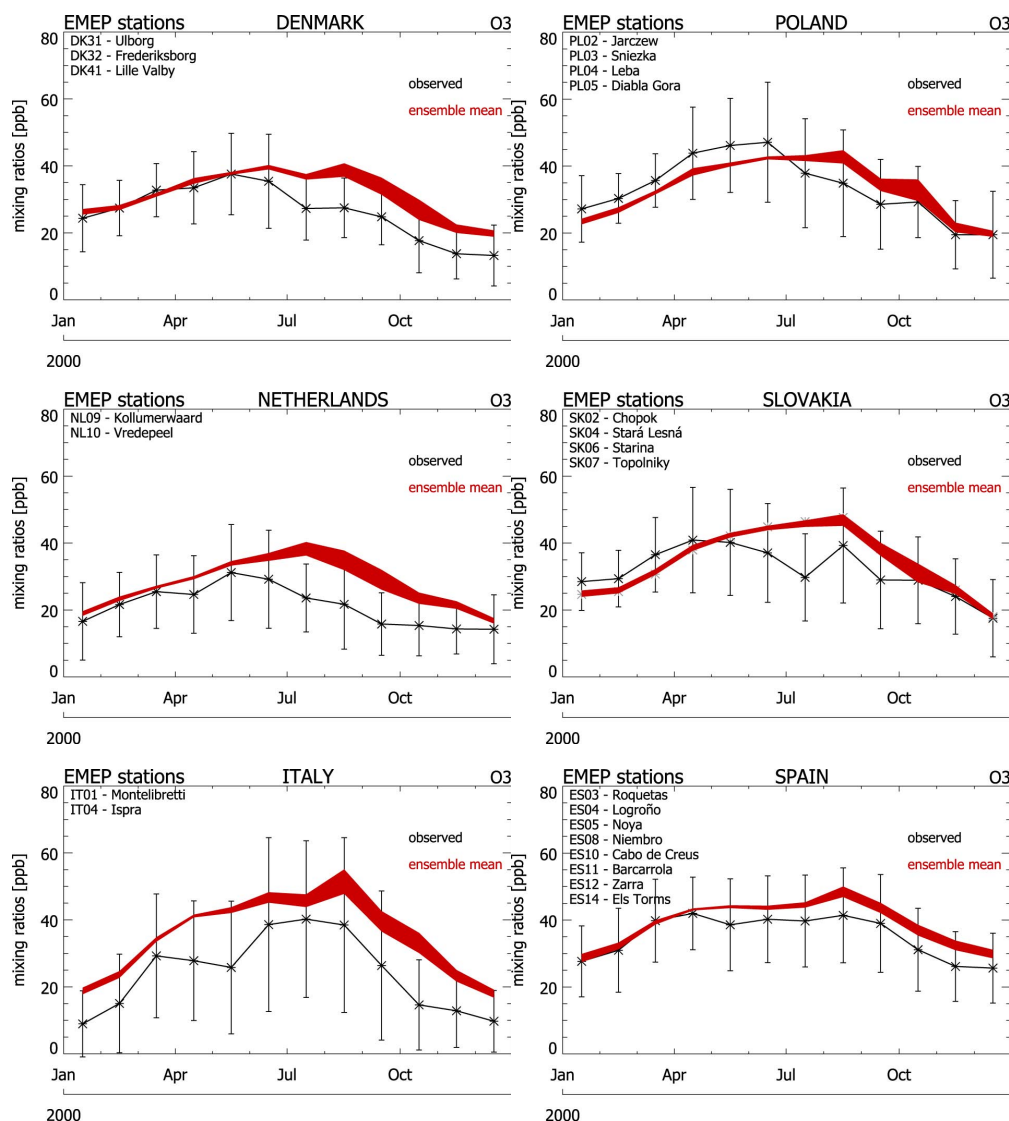 EMEP stations DENMARK O3
DK31 - Ulborg
DK32 - Frederiksborg
DK41 - Lille Valby
observed
ensemble mean
mixing ratios [ppb]
80
60
40
20
0
Jan Apr Jul Oct
2000
EMEP stations POLAND O3
PL02 - Jarczew
PL03 - Sniezka
PL04 - Leba
PL05 - Diabla Gora
observed
ensemble mean
mixing ratios [ppb]
80
60
40
20
0
Jan Apr Jul Oct
2000
EMEP stations NETHERLANDS O3
NL09 - Kollumerwaard
NL10 - Vredepeel
observed
ensemble mean
mixing ratios [ppb]
80
60
40
20
0
Jan Apr Jul Oct
2000
EMEP stations SLOVAKIA O3
SK02 - Chopok
SK04 - Stará Lesná
SK06 - Starina
SK07 - Topolniky
observed
ensemble mean
mixing ratios [ppb]
80
60
40
20
0
Jan Apr Jul Oct
2000
EMEP stations ITALY O3
IT01 - Montelibretti
IT04 - Ispra
observed
ensemble mean
mixing ratios [ppb]
80
60
40
20
0
Jan Apr Jul Oct
2000
EMEP stations SPAIN O3
ES03 - Roquetas
ES04 - Logroño
ES05 - Noya
ES08 - Niembro
ES10 - Cabo de Creus
ES11 - Barcarrola
ES12 - Zarra
ES14 - Els Torms
observed
ensemble mean
mixing ratios [ppb]
80
60
40
20
0
Jan Apr Jul Oct
2000